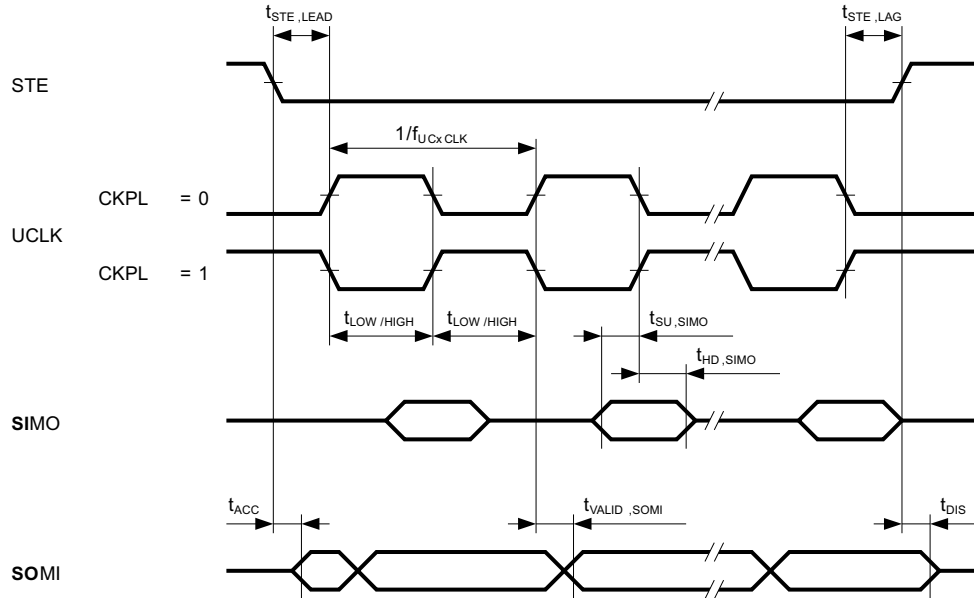 tSTE,LEAD
tSTE,LAG
STE
1/fUCxCLK
CKPL = 0
UCLK
CKPL = 1
tLOW/HIGH tLOW/HIGH
tSU,SIMO
tHD,SIMO
SIMO
tACC
tVALID,SOMI
tDIS
SOMI